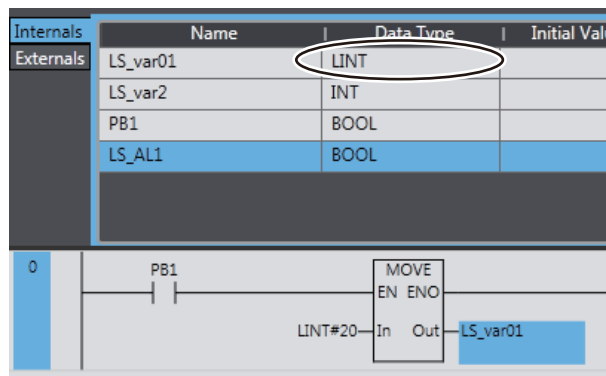 Internals Name Data Type Initial Val
Externals LS_var01 LINT
LS_var2 INT
PB1 BOOL
LS_AL1 BOOL
0 PB1 MOVE
EN ENO
LINT#20 In Out LS_var01